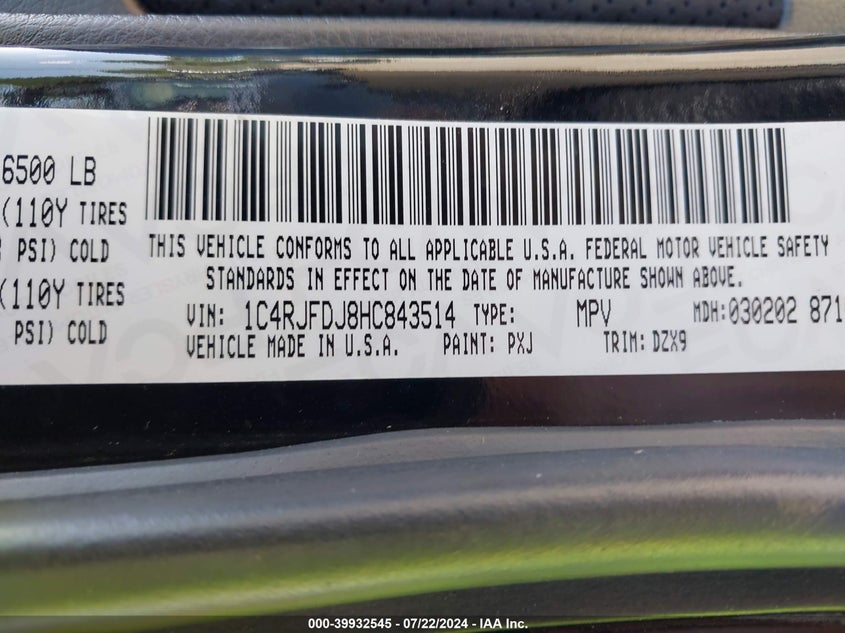 6500 LB
(110Y TIRES
PSI) COLD
(110Y TIRES
PSI) COLD
THIS VEHICLE CONFORMS TO ALL APPLICABLE U.S.A. FEDERAL MOTOR VEHICLE SAFETY
STANDARDS IN EFFECT ON THE DATE OF MANUFACTURE SHOWN ABOVE.
VIN: 1C4RJFDJ8HC843514 TYPE: MPV MDH:030202 871
VEHICLE MADE IN U.S.A. PAINT: PXJ TRIM: DZX9
000-39932545 - 07/22/2024 - IAA Inc.